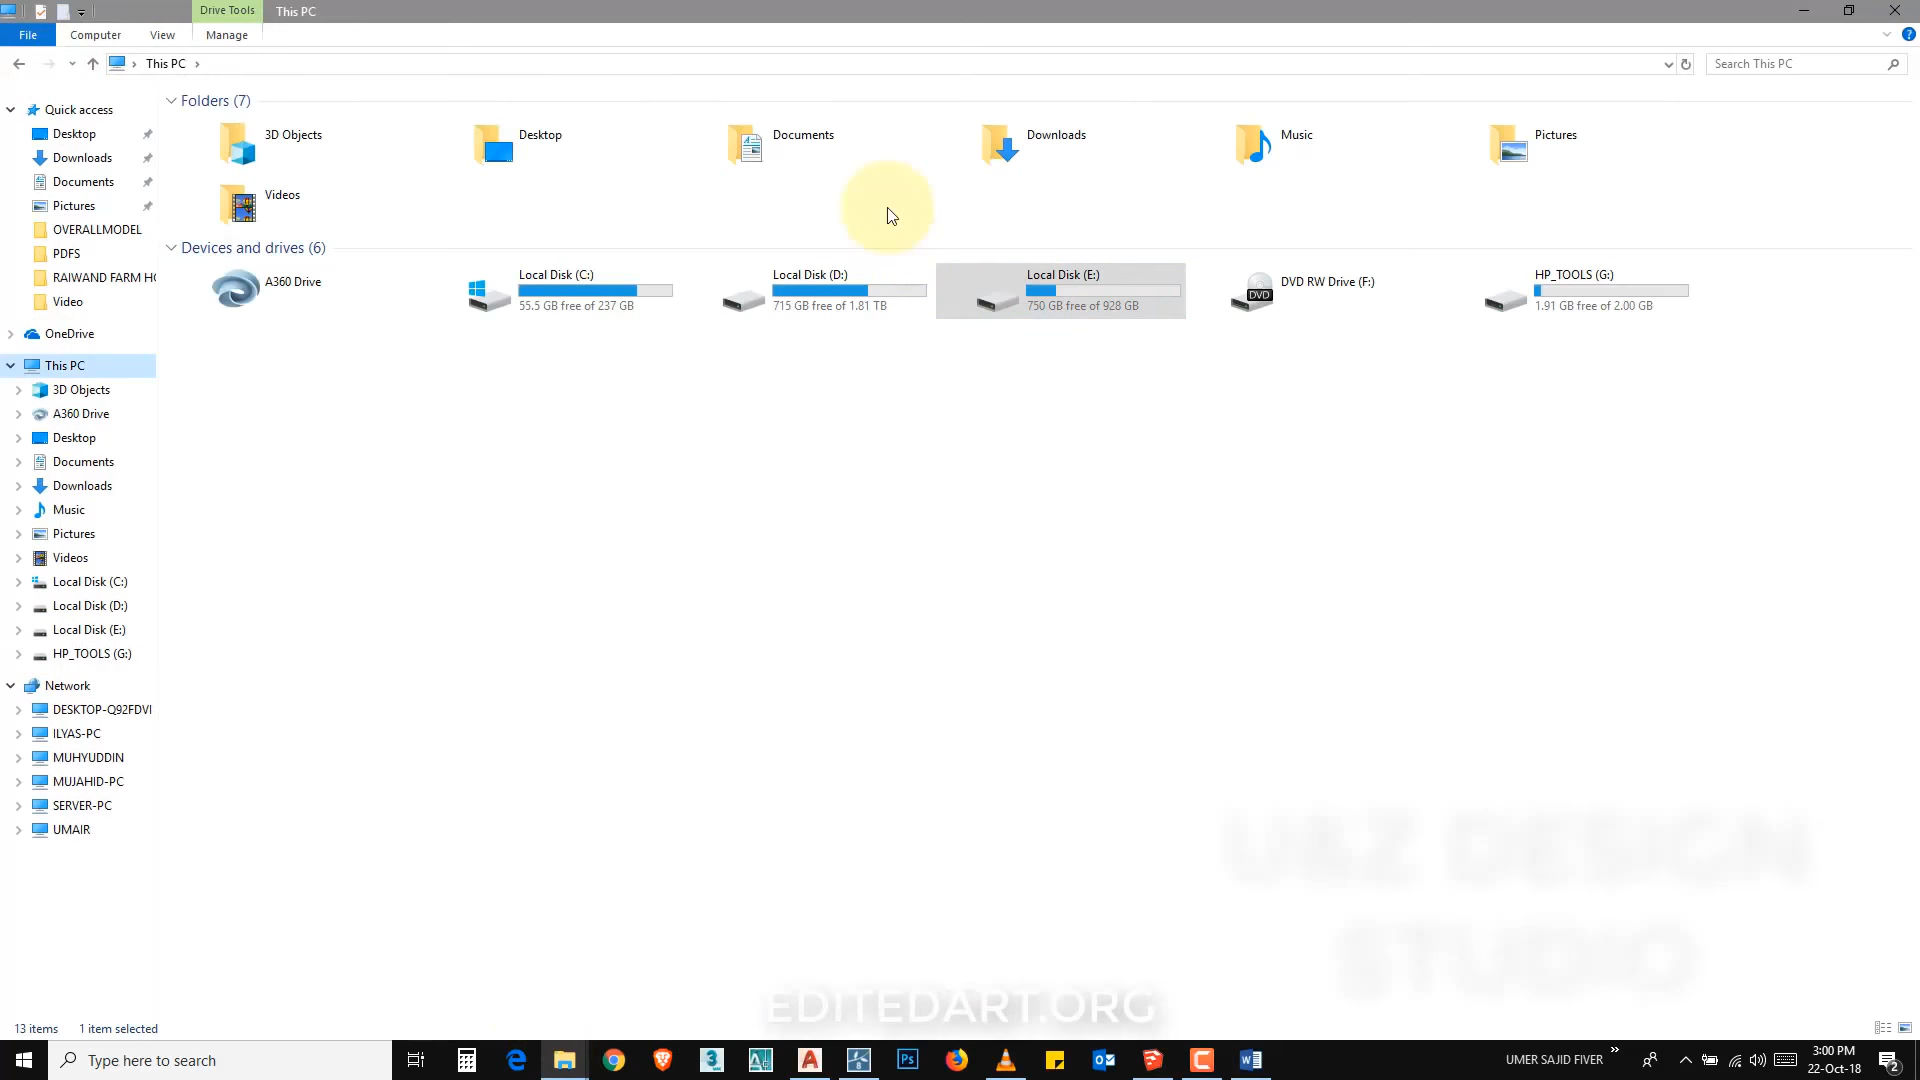 Drive Tools
This PC
File
Computer
View
Manage
This PC
Search This PC
Quick access
Desktop
Downloads
Documents
Pictures
OVERALLMODEL
PDFS
RAIWAND FARM HO
Video
OneDrive
This PC
3D Objects
A360 Drive
Desktop
Documents
Downloads
Music
Pictures
Videos
Local Disk (C:)
Local Disk (D:)
Local Disk (E:)
HP_TOOLS (G:)
Network
DESKTOP-Q92FDVI
ILYAS-PC
MUHYUDDIN
MUJAHID-PC
SERVER-PC
UMAIR
Folders (7)
3D Objects
Desktop
Documents
Downloads
Music
Pictures
Videos
Devices and drives (6)
A360 Drive
Local Disk (C:)
55.5 GB free of 237 GB
Local Disk (D:)
715 GB free of 1.81 TB
Local Disk (E:)
750 GB free of 928 GB
DVD RW Drive (F:)
DVD
HP_TOOLS (G:)
1.91 GB free of 2.00 GB
U&Z DESIGN
STUDIO
EDITEDART.ORG
13 items
1 item selected
Type here to search
UMER SAJID FIVER
3:00 PM
22-Oct-18
2